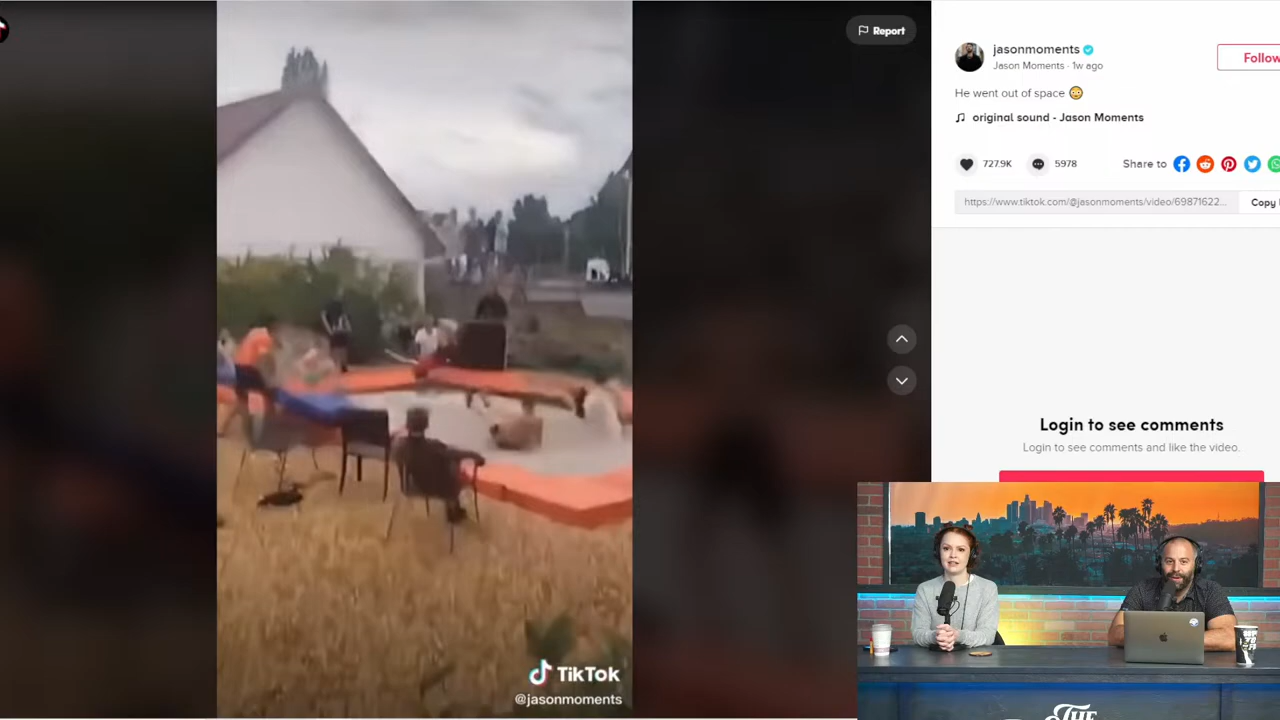 Report
jasonmoments
Jason Moments · 1w ago
Follow
He went out of space
original sound - Jason Moments
727.9K
5978
Share to
https://www.tiktok.com/@jasonmoments/video/69871622...
Copy
Login to see comments
Login to see comments and like the video.
TikTok
@jasonmoments
THE